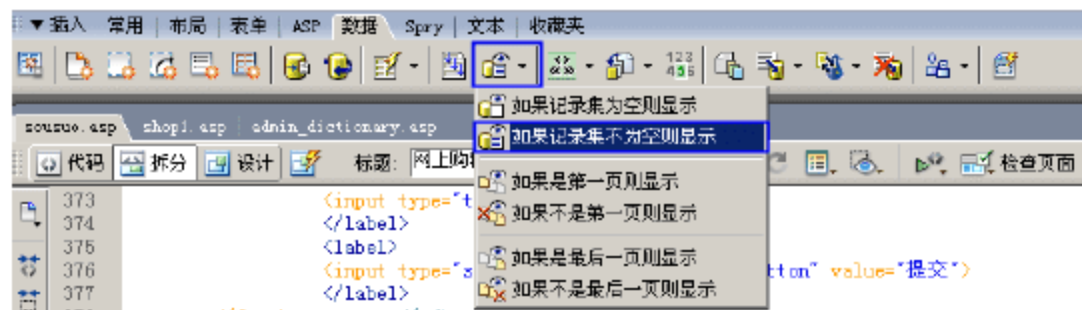 ▼ 插入 常用 | 布局 | 表单 | ASP 数据 Spry | 文本 | 收藏夹
如果记录集为空则显示
sousuo.asp shop1.asp admin_dictionary.asp
如果记录集不为空则显示
代码 拆分 设计 标题: 网上购 检查页面
如果是第一页则显示
373 <input type="t
如果不是第一页则显示
374 </label>
375 <label>
如果是最后一页则显示
376 <input type="s tton" value="提交">
如果不是最后一页则显示
377 </label>